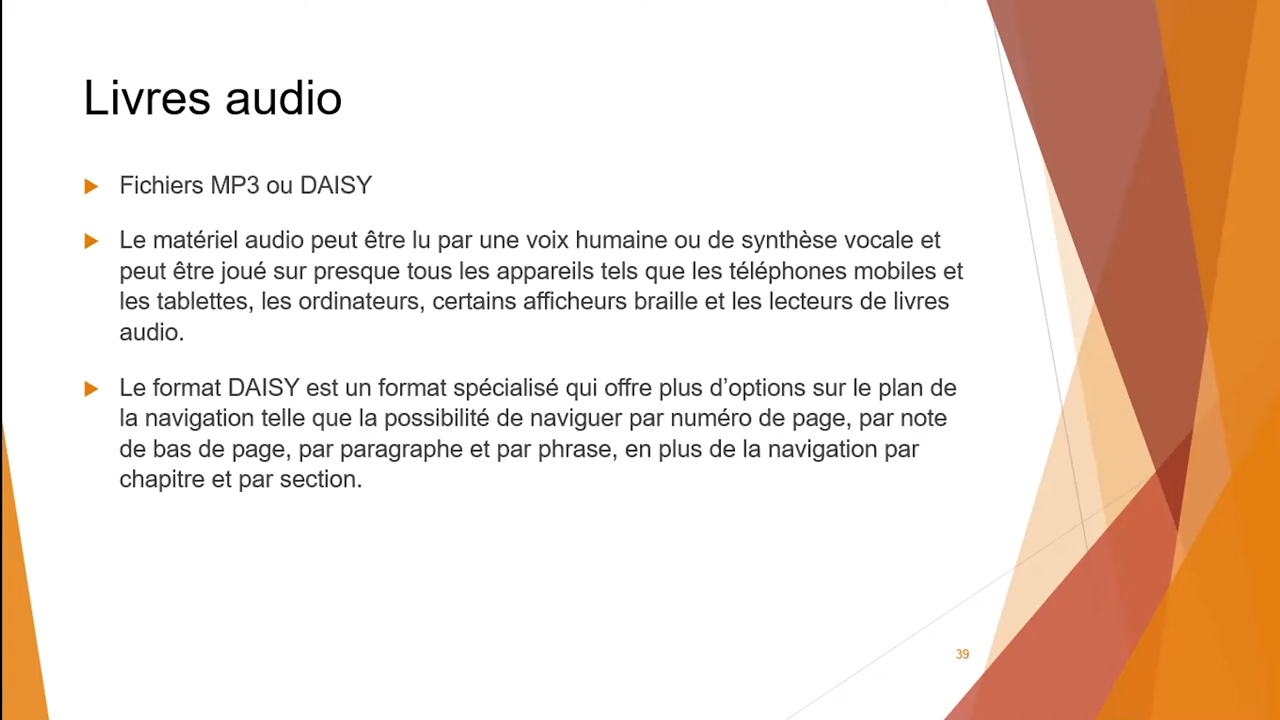 Livres audio
Fichiers MP3 ou DAISY
Le matériel audio peut être lu par une voix humaine ou de synthèse vocale et
peut être joué sur presque tous les appareils tels que les téléphones mobiles et
les tablettes, les ordinateurs, certains afficheurs braille et les lecteurs de livres
audio.
Le format DAISY est un format spécialisé qui offre plus d’options sur le plan de
la navigation telle que la possibilité de naviguer par numéro de page, par note
de bas de page, par paragraphe et par phrase, en plus de la navigation par
chapitre et par section.
39